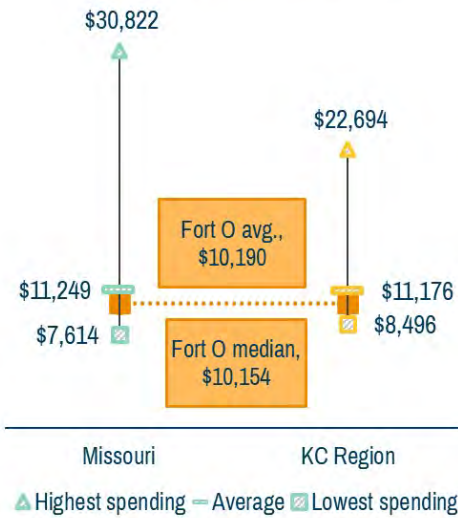 $30,822
$22,694
Fort O avg.,
$10,190
$11,249
$11,176
$7,614
$8,496
Fort O median,
$10,154
Missouri
KC Region
Highest spending
Average
Lowest spending